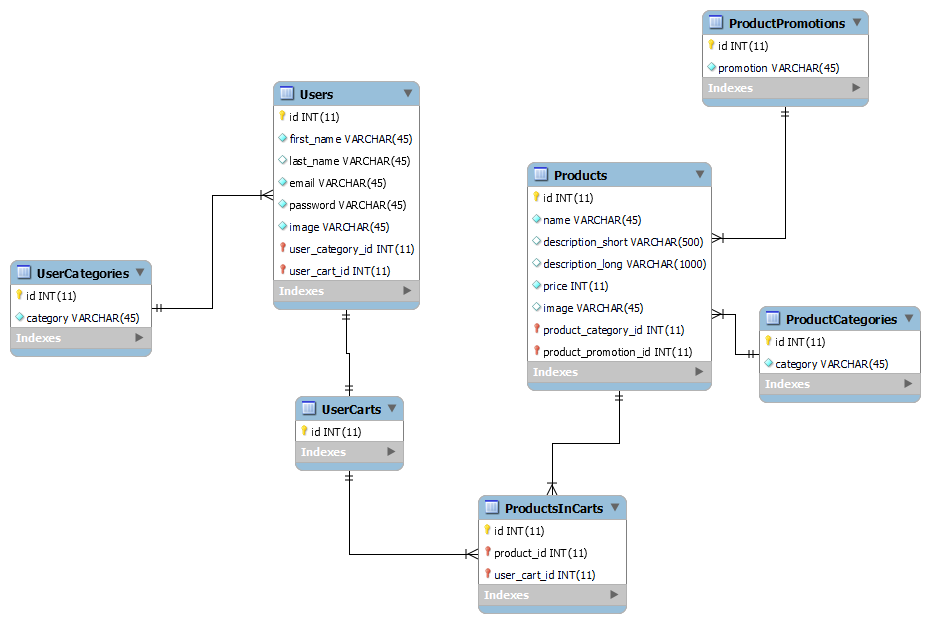 ProductPromotions
id INT(11)
promotion VARCHAR(45)
Indexes
Users
id INT(11)
first_name VARCHAR(45)
last_name VARCHAR(45)
email VARCHAR(45)
password VARCHAR(45)
image VARCHAR(45)
user_category_id INT(11)
user_cart_id INT(11)
Indexes
Products
id INT(11)
name VARCHAR(45)
description_short VARCHAR(500)
description_long VARCHAR(1000)
price INT(11)
image VARCHAR(45)
product_category_id INT(11)
product_promotion_id INT(11)
Indexes
UserCategories
id INT(11)
category VARCHAR(45)
Indexes
ProductCategories
id INT(11)
category VARCHAR(45)
Indexes
UserCarts
id INT(11)
Indexes
ProductsInCarts
id INT(11)
product_id INT(11)
user_cart_id INT(11)
Indexes